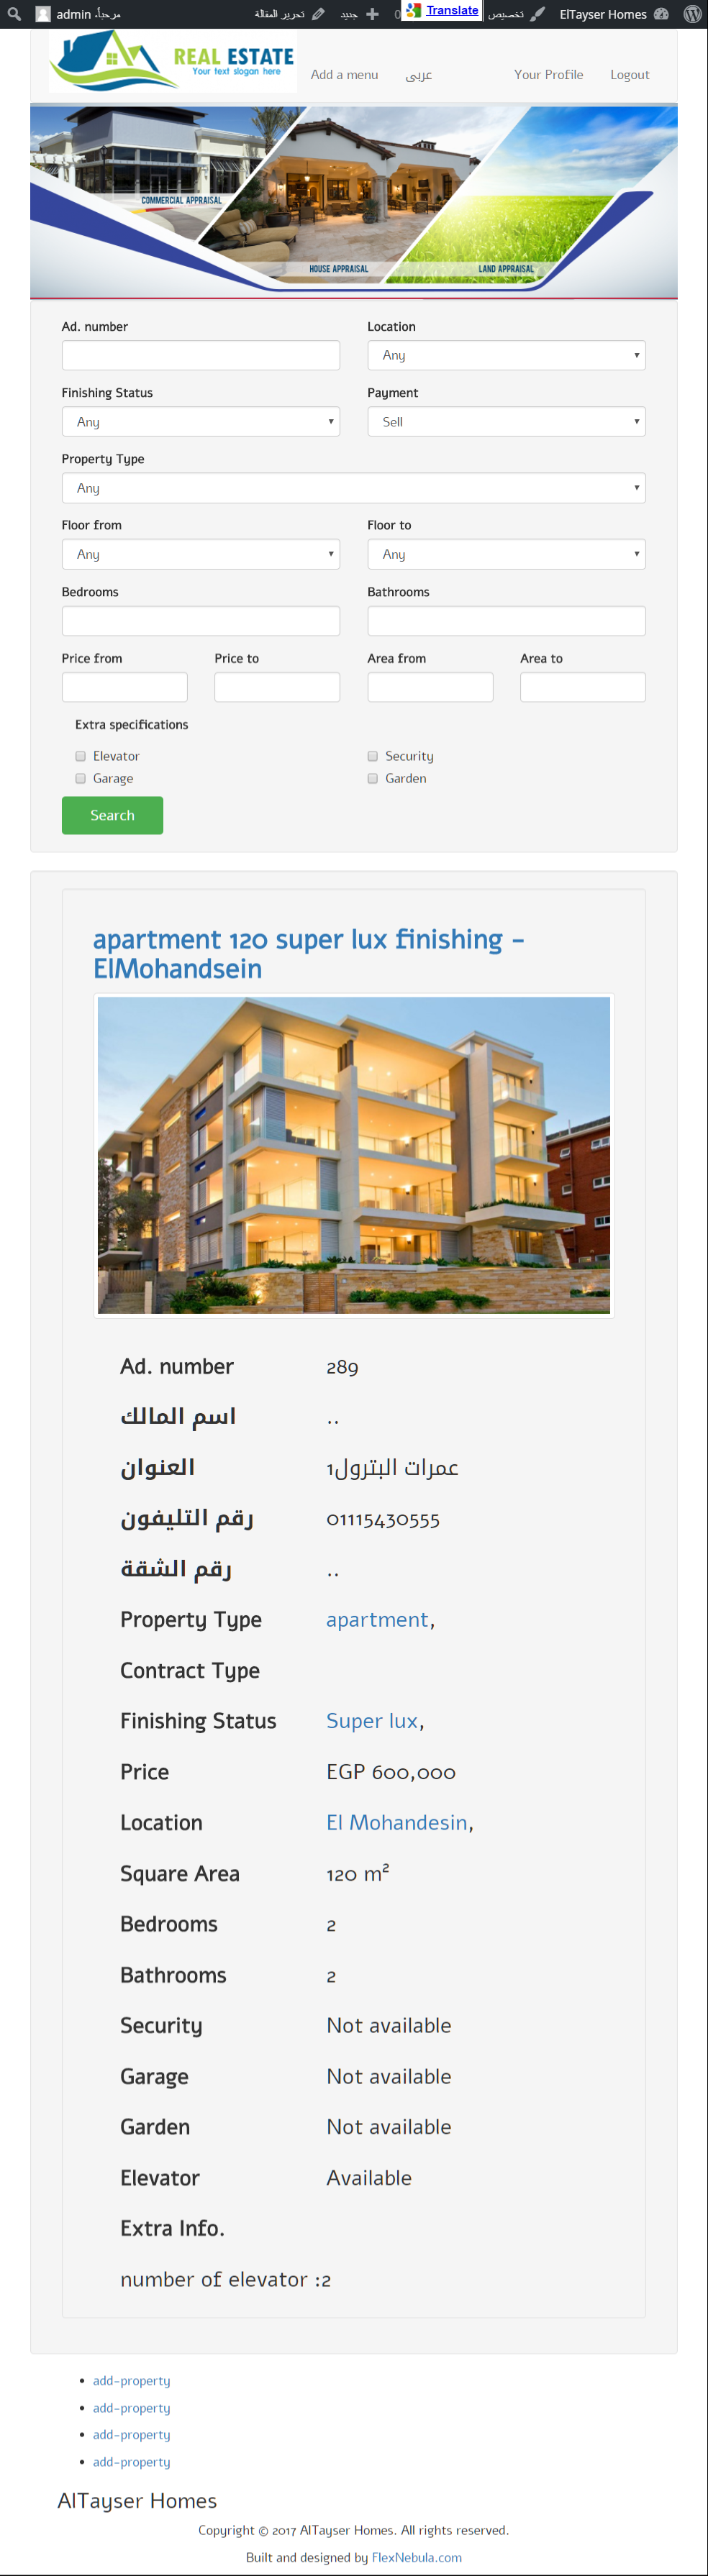 مرحباً، admin
تحرير المقالة
جديد
0
Translate
تخصيص
ElTayser Homes
REAL ESTATE
Your text slogan here
Add a menu
عربى
Your Profile
Logout
COMMERCIAL APPRAISAL
HOUSE APPRAISAL
LAND APPRAISAL
Ad. number
Location
Any
Finishing Status
Payment
Any
Sell
Property Type
Any
Floor from
Floor to
Any
Any
Bedrooms
Bathrooms
Price from
Price to
Area from
Area to
Extra specifications
Elevator
Security
Garage
Garden
Search
apartment 120 super lux finishing -
ElMohandsein
Ad. number 289
اسم المالك ..
العنوان عمرات البترول1
رقم التليفون 01115430555
رقم الشقة ..
Property Type apartment,
Contract Type
Finishing Status Super lux,
Price EGP 600,000
Location El Mohandesin,
Square Area 120 m²
Bedrooms 2
Bathrooms 2
Security Not available
Garage Not available
Garden Not available
Elevator Available
Extra Info.
number of elevator :2
add-property
add-property
add-property
add-property
AlTayser Homes
Copyright © 2017 AlTayser Homes. All rights reserved.
Built and designed by FlexNebula.com